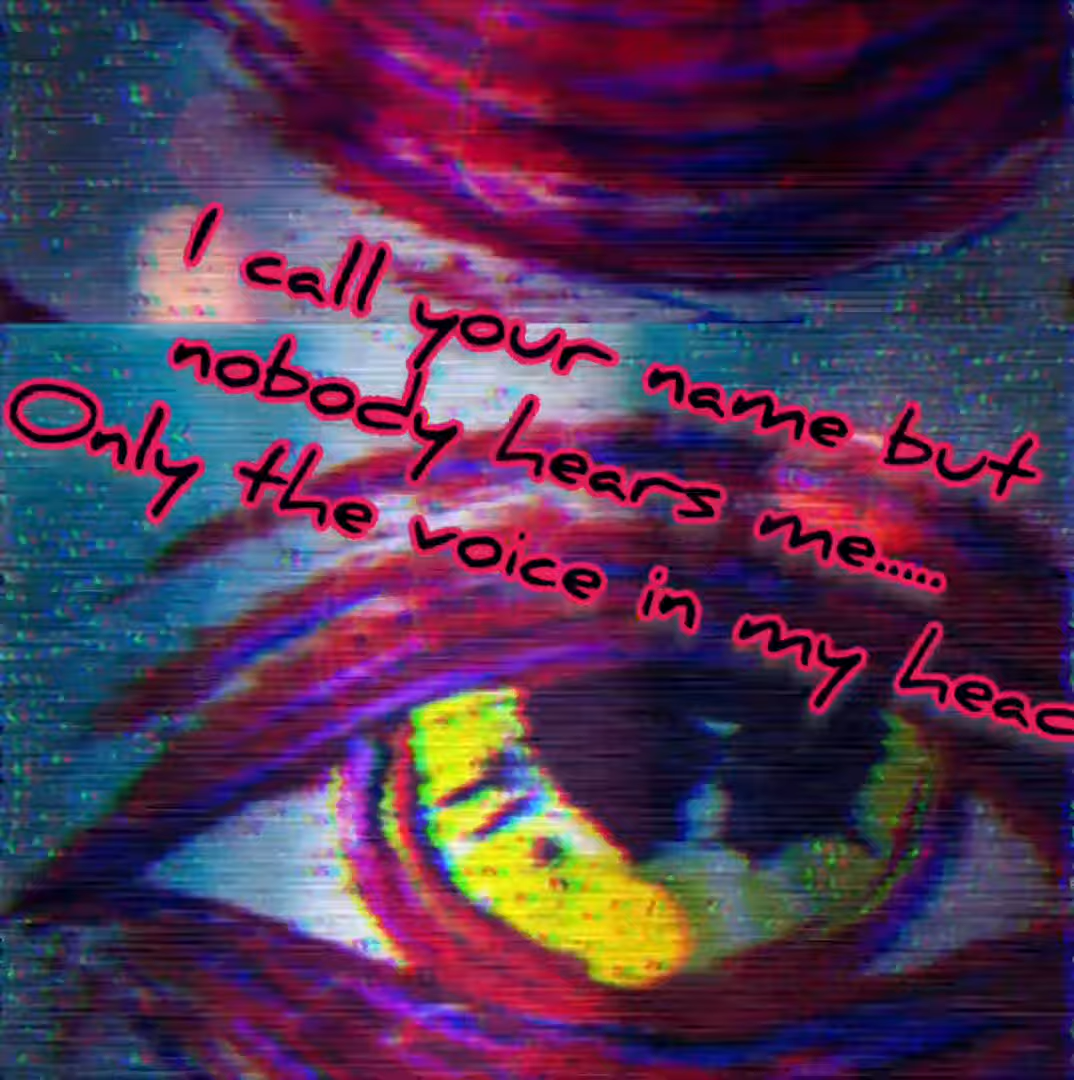 I call your name but
nobody hears me.....
Only the voice in my